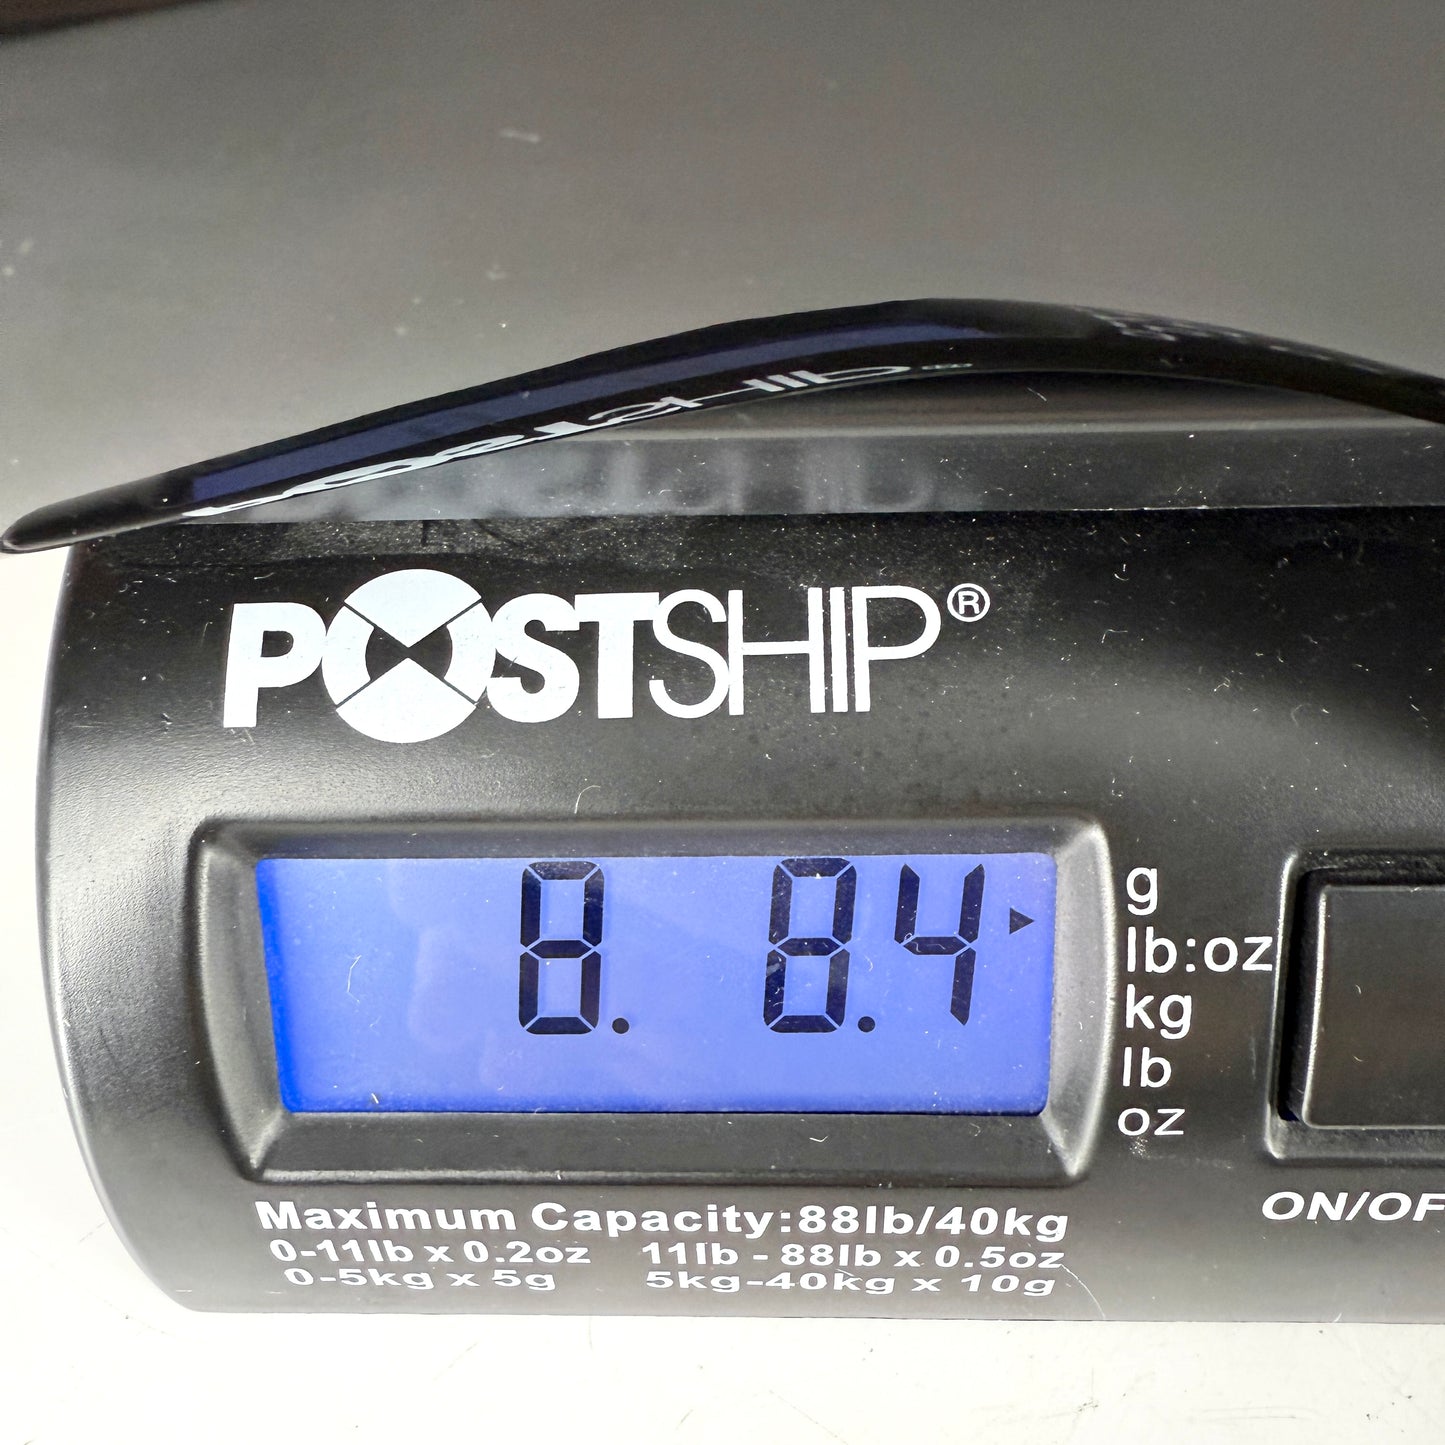 POSTSHIP®
8. 8.4
g
lb:oz
kg
lb
oz
ON/OF
Maximum Capacity:88lb/40kg
0-11lb x 0.2oz 11lb - 88lb x 0.5oz
0-5kg x 5g 5kg-40kg x 10g